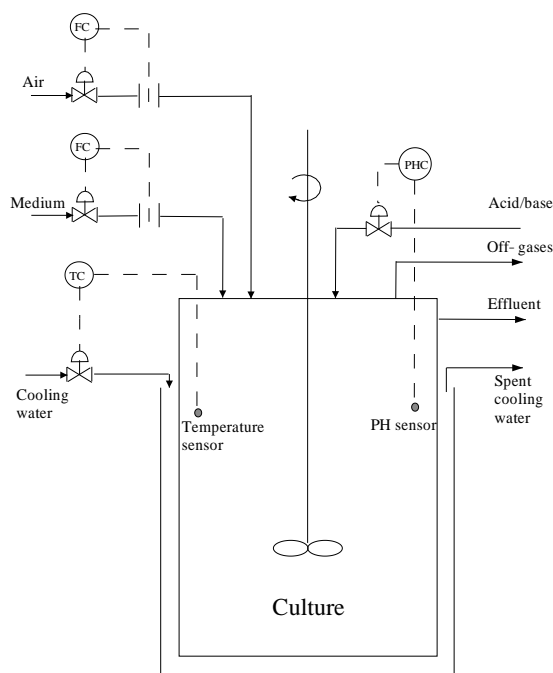 FC
Air
FC
Medium
PHC
Acid/base
Off- gases
TC
Effluent
Cooling
water
Spent
cooling
water
Temperature
sensor
PH sensor
Culture